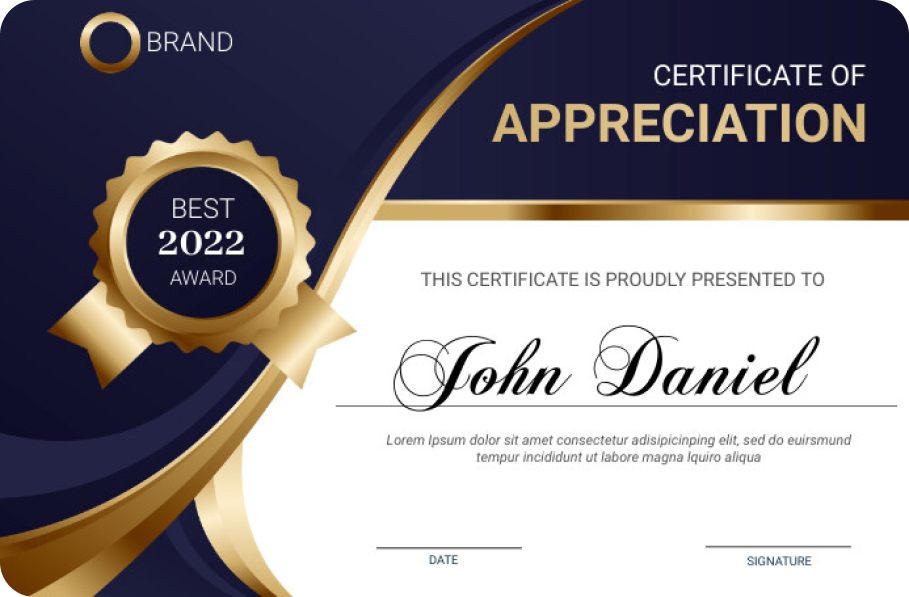 BRAND
CERTIFICATE OF
APPRECIATION
BEST
2022
AWARD
THIS CERTIFICATE IS PROUDLY PRESENTED TO
John Daniel
Lorem Ipsum dolor sit amet consectetur adisipicinping elit, sed do euirsmund
tempur incididunt ut labore magna lquiro aliqua
DATE
SIGNATURE